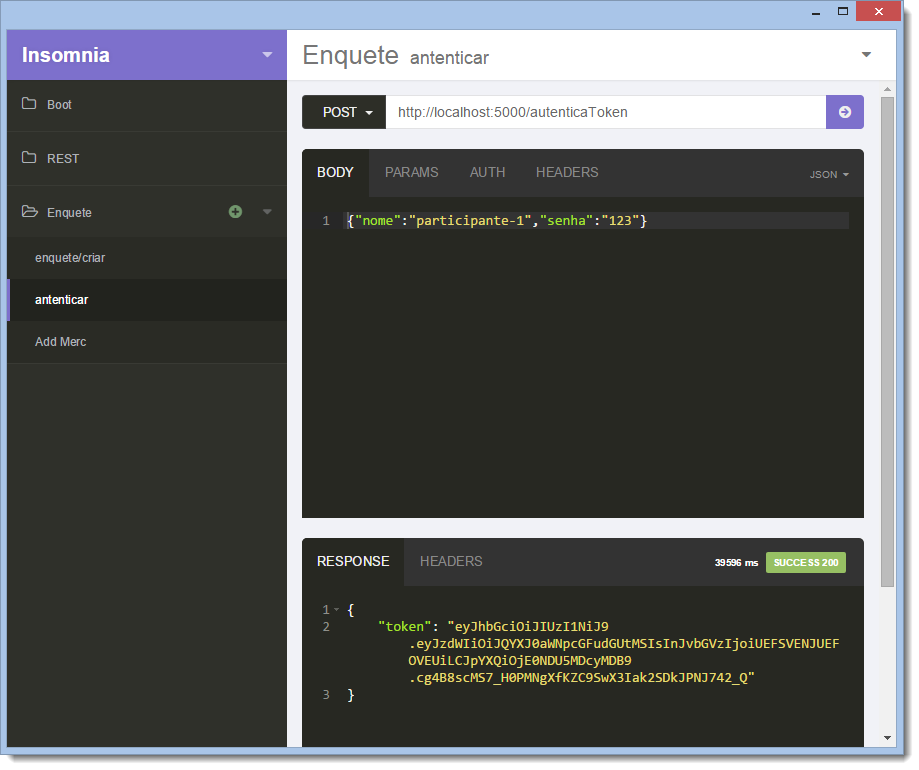 Insomnia
Enquete antenticar
Boot
REST
Enquete
enquete/criar
antenticar
Add Merc
POST http://localhost:5000/autenticaToken
BODY PARAMS AUTH HEADERS JSON
1 {"nome":"participante-1","senha":"123"}
RESPONSE HEADERS 39596 ms SUCCESS 200
1 {
2 "token": "eyJhbGciOiJIUzI1NiJ9
.eyJzdWIiOiJQYXJ0aWNpcGFudGUtMSIsInJvbGVzIjoiUEFSVENJUEF
OVEUiLCJpYXQiOjE0NDU5MDcyMDB9
.cg4B8scMS7_H0PMNgXfKZC9SwX3Iak2SDkJPNJ742_Q"
3 }